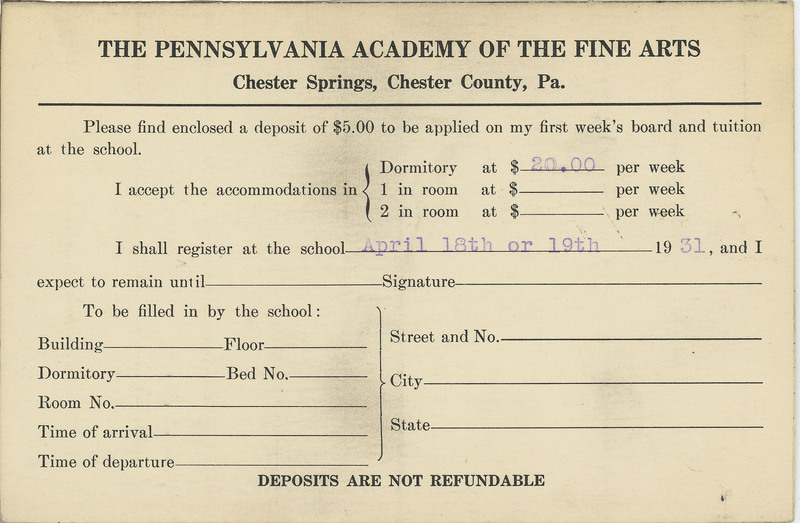 THE PENNSYLVANIA ACADEMY OF THE FINE ARTS
Chester Springs, Chester County, Pa.
Please find enclosed a deposit of $5.00 to be applied on my first week's board and tuition
at the school.
I accept the accommodations in
Dormitory at $ 20.00 per week
1 in room at $ per week
2 in room at $ per week
I shall register at the school April 18th or 19th 1931, and I
expect to remain until Signature
To be filled in by the school:
Building Floor
Dormitory Bed No.
Room No.
Time of arrival
Time of departure
Street and No.
City
State
DEPOSITS ARE NOT REFUNDABLE